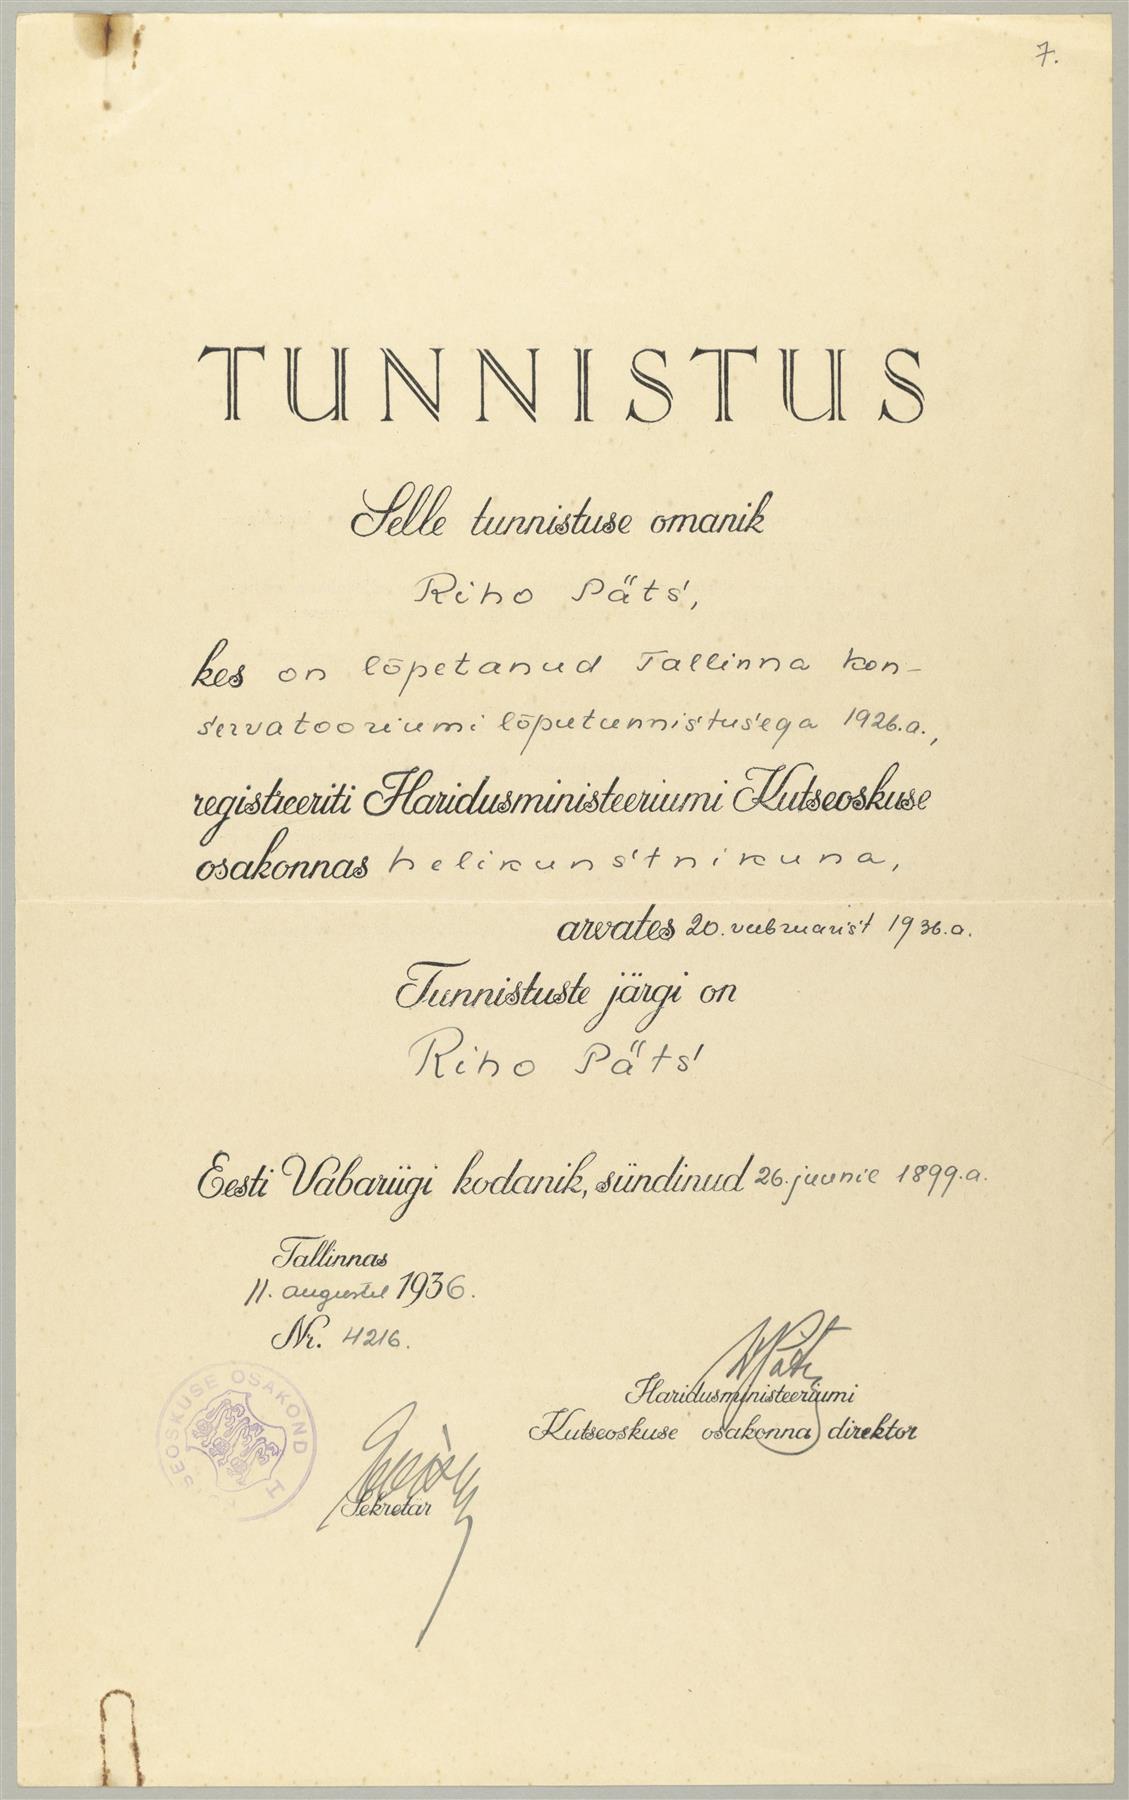 7.
TUNNISTUS
Selle tunnistuse omanik
Riho Päts,
kes on lõpetanud Tallinna kon-
servatooriumi lõputunnistusega 1926.a.,
registreeriti Haridusministeeriumi Kutseoskuse
osakonnas helikunstnikuna,
arvates 20. veebruarist 1936.a.
Tunnistuste järgi on
Riho Päts
Eesti Vabariigi kodanik, sündinud 26. juunil 1899.a.
Tallinnas
11. augustil 1936.
Nr. 4216.
Haridusministeeriumi
Kutseoskuse osakonna direktor
SEOSKUSE OSAKOND
Sekretär